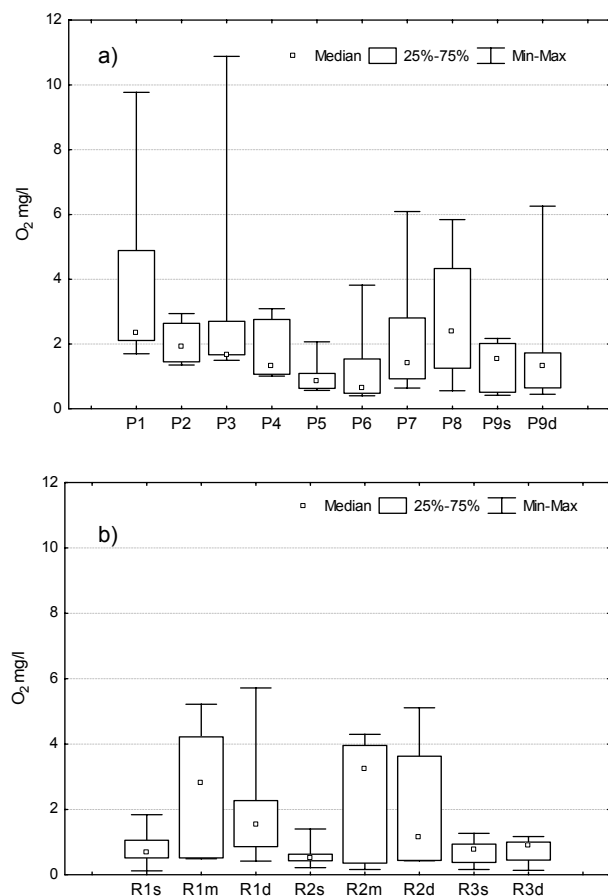 12
a)
Median 25%-75% Min-Max
10
8
6
4
2
0
O2 mg/l
P1 P2 P3 P4 P5 P6 P7 P8 P9s P9d
12
Median 25%-75% Min-Max
b)
10
8
6
4
2
0
O2 mg/l
R1s R1m R1d R2s R2m R2d R3s R3d